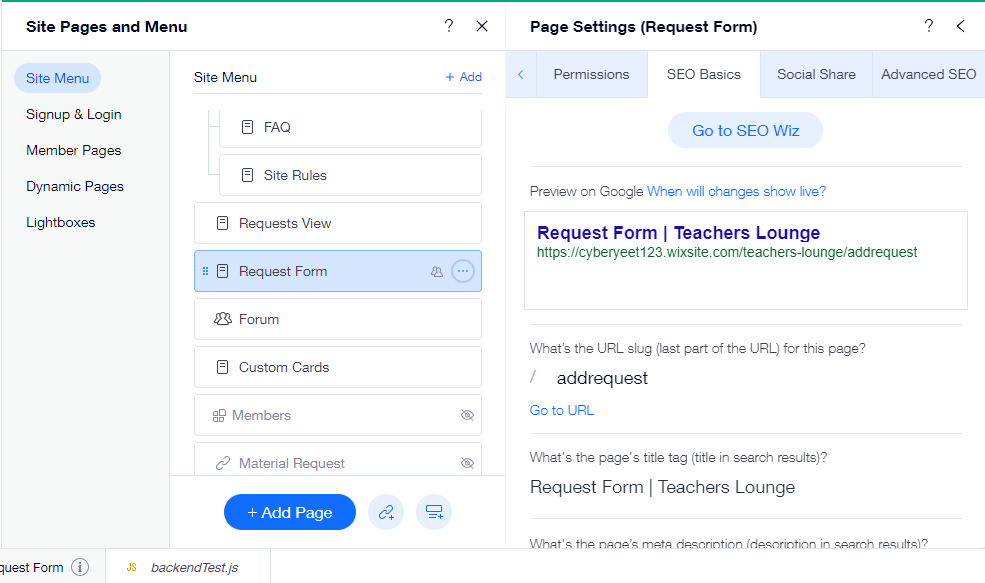 Site Pages and Menu
?
Site Menu
Signup & Login
Member Pages
Dynamic Pages
Lightboxes
Site Menu
+ Add
FAQ
Site Rules
Requests View
Request Form
Forum
Custom Cards
Members
Material Request
+ Add Page
Page Settings (Request Form)
?
Permissions
SEO Basics
Social Share
Advanced SEO
Go to SEO Wiz
Preview on Google When will changes show live?
Request Form | Teachers Lounge
https://cyberyeet123.wixsite.com/teachers-lounge/addrequest
What's the URL slug (last part of the URL) for this page?
/ addrequest
Go to URL
What's the page's title tag (title in search results)?
Request Form | Teachers Lounge
What's the page's meta description (description in search results)?
quest Form
JS backendTest.js